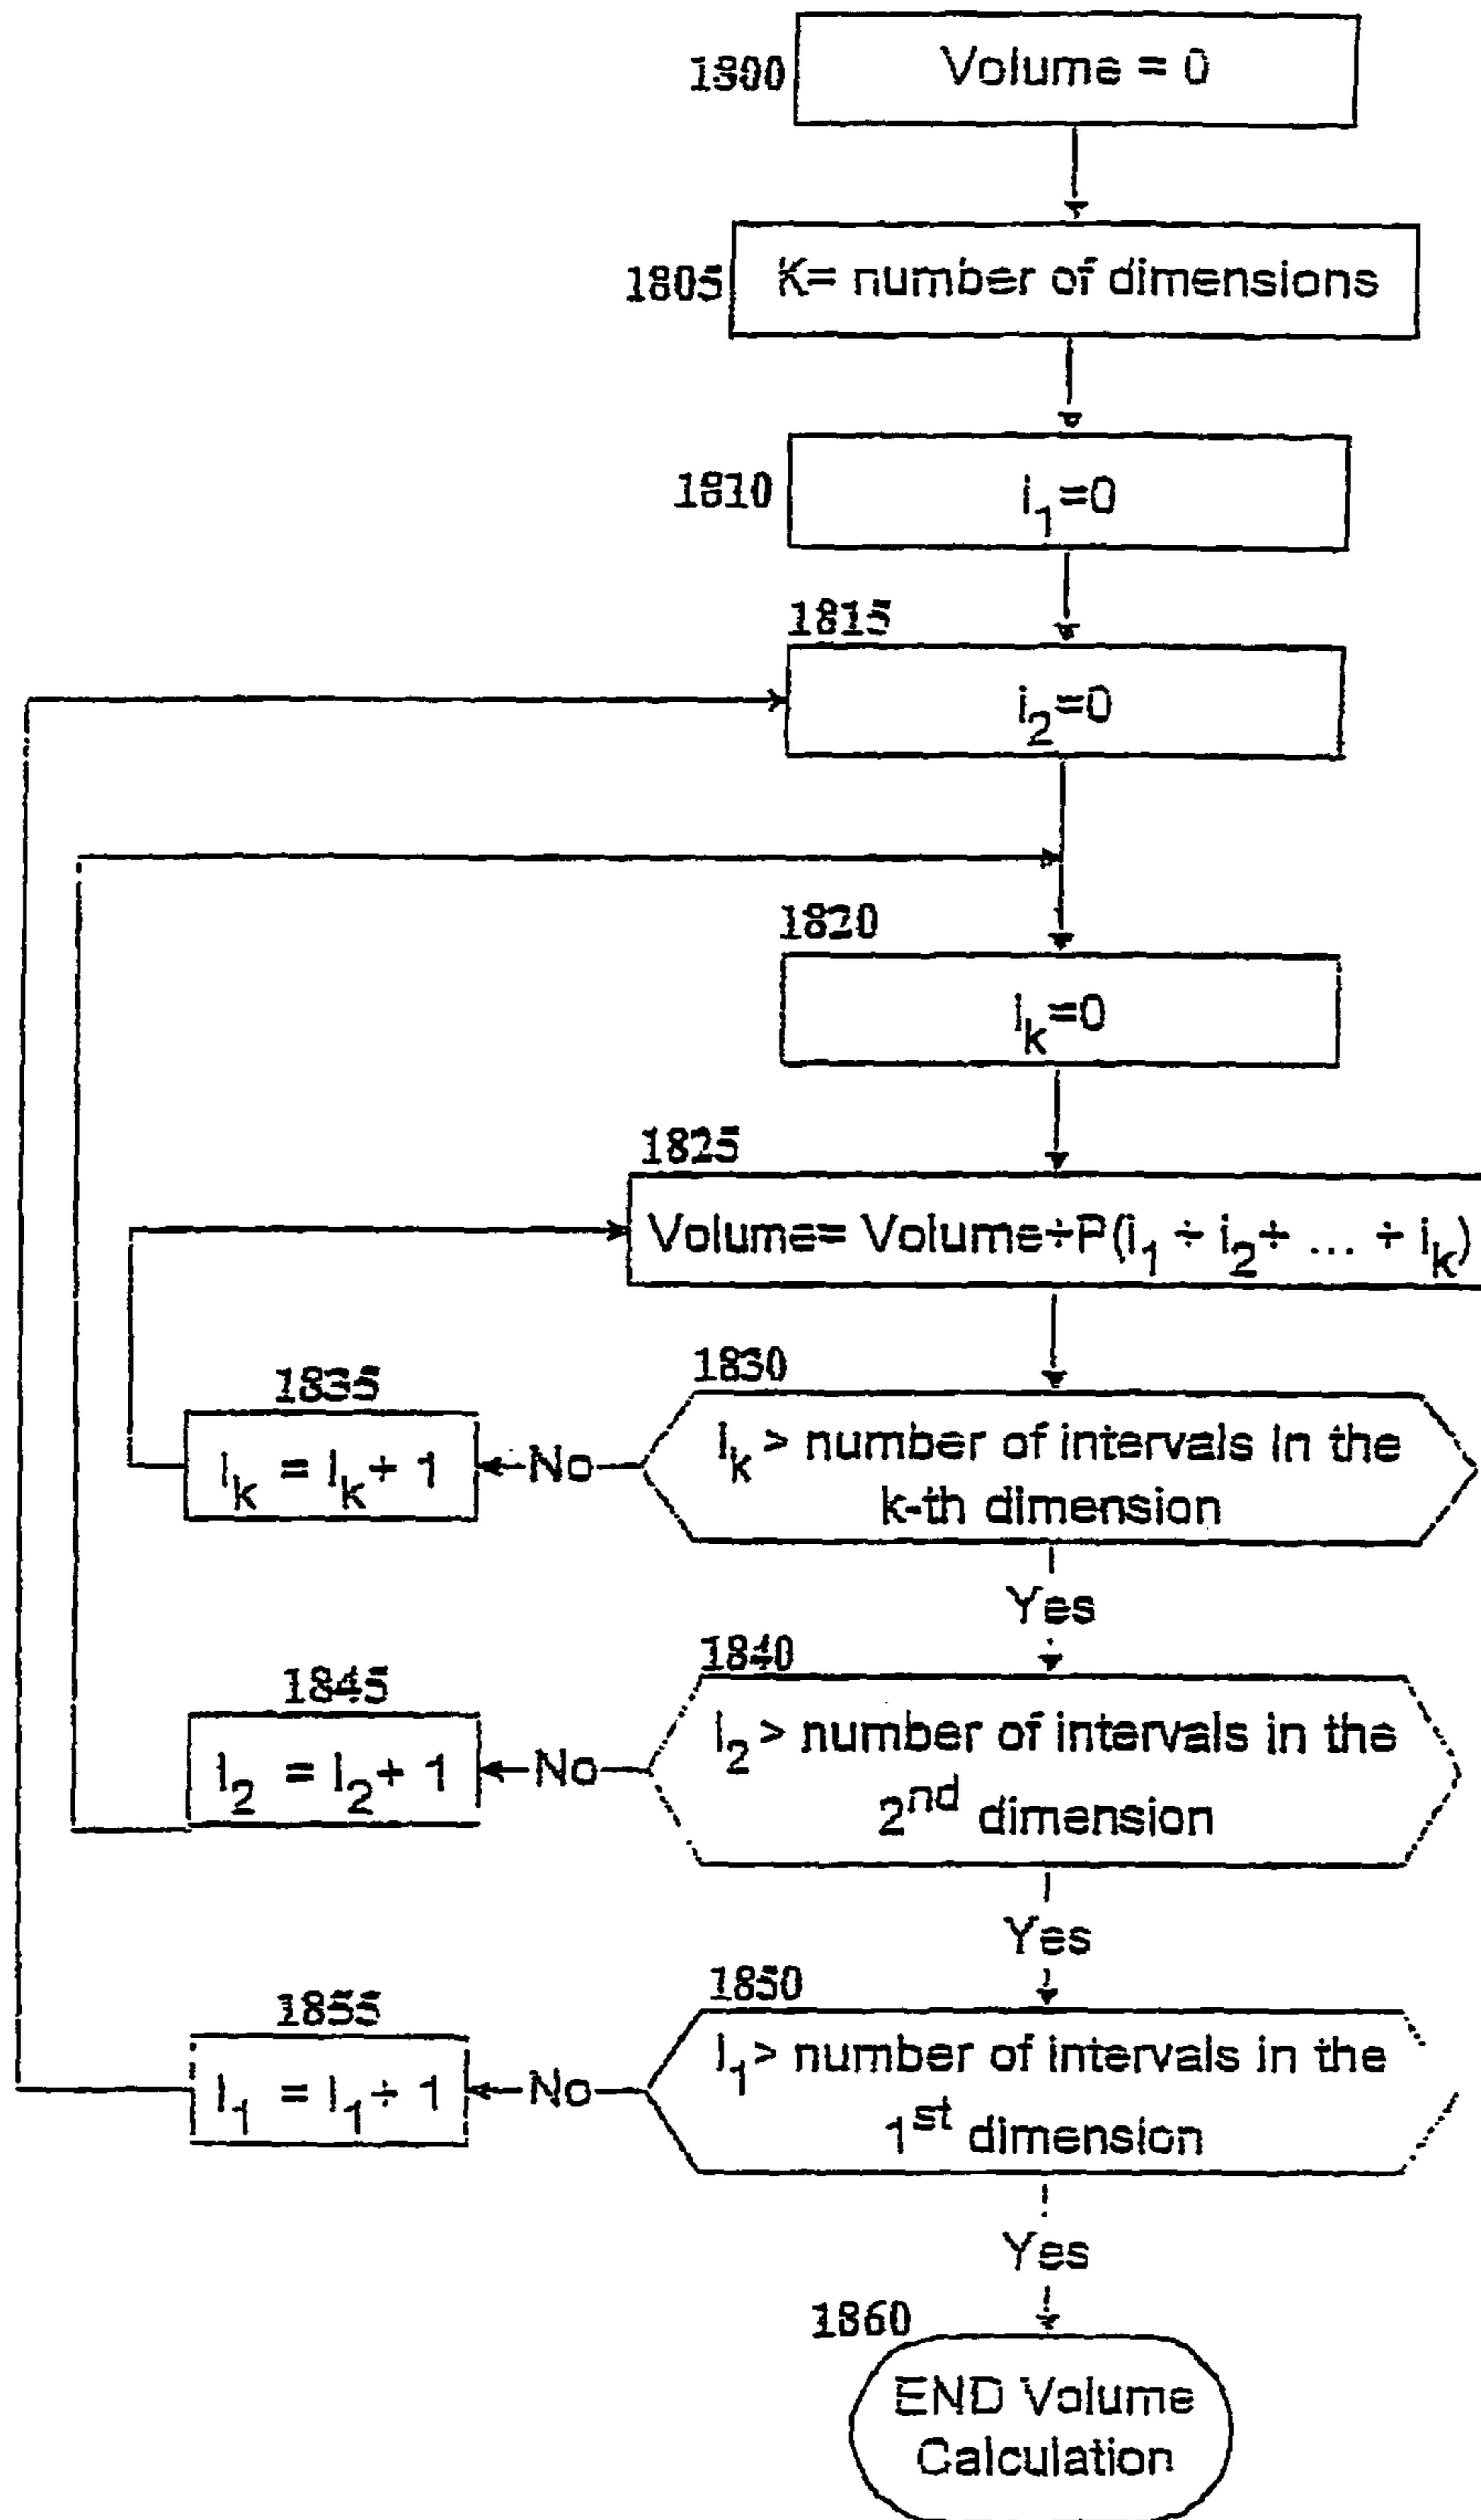 1800
Volume = 0
1805
K= number of dimensions
1810
i₁=0
1815
i₂=0
1820
Iₖ=0
1825
Volume= Volume+P(i₁ + i₂+ ... + iₖ)
1830
Iₖ > number of intervals in the
k-th dimension
1835
Iₖ = Iₖ+ 1
No
Yes
1840
I₂ > number of intervals in the
2ⁿᵈ dimension
1845
I₂ = I₂+ 1
No
Yes
1850
I₁> number of intervals in the
1ˢᵗ dimension
1855
I₁ = I₁+ 1
No
Yes
1860
END Volume
Calculation